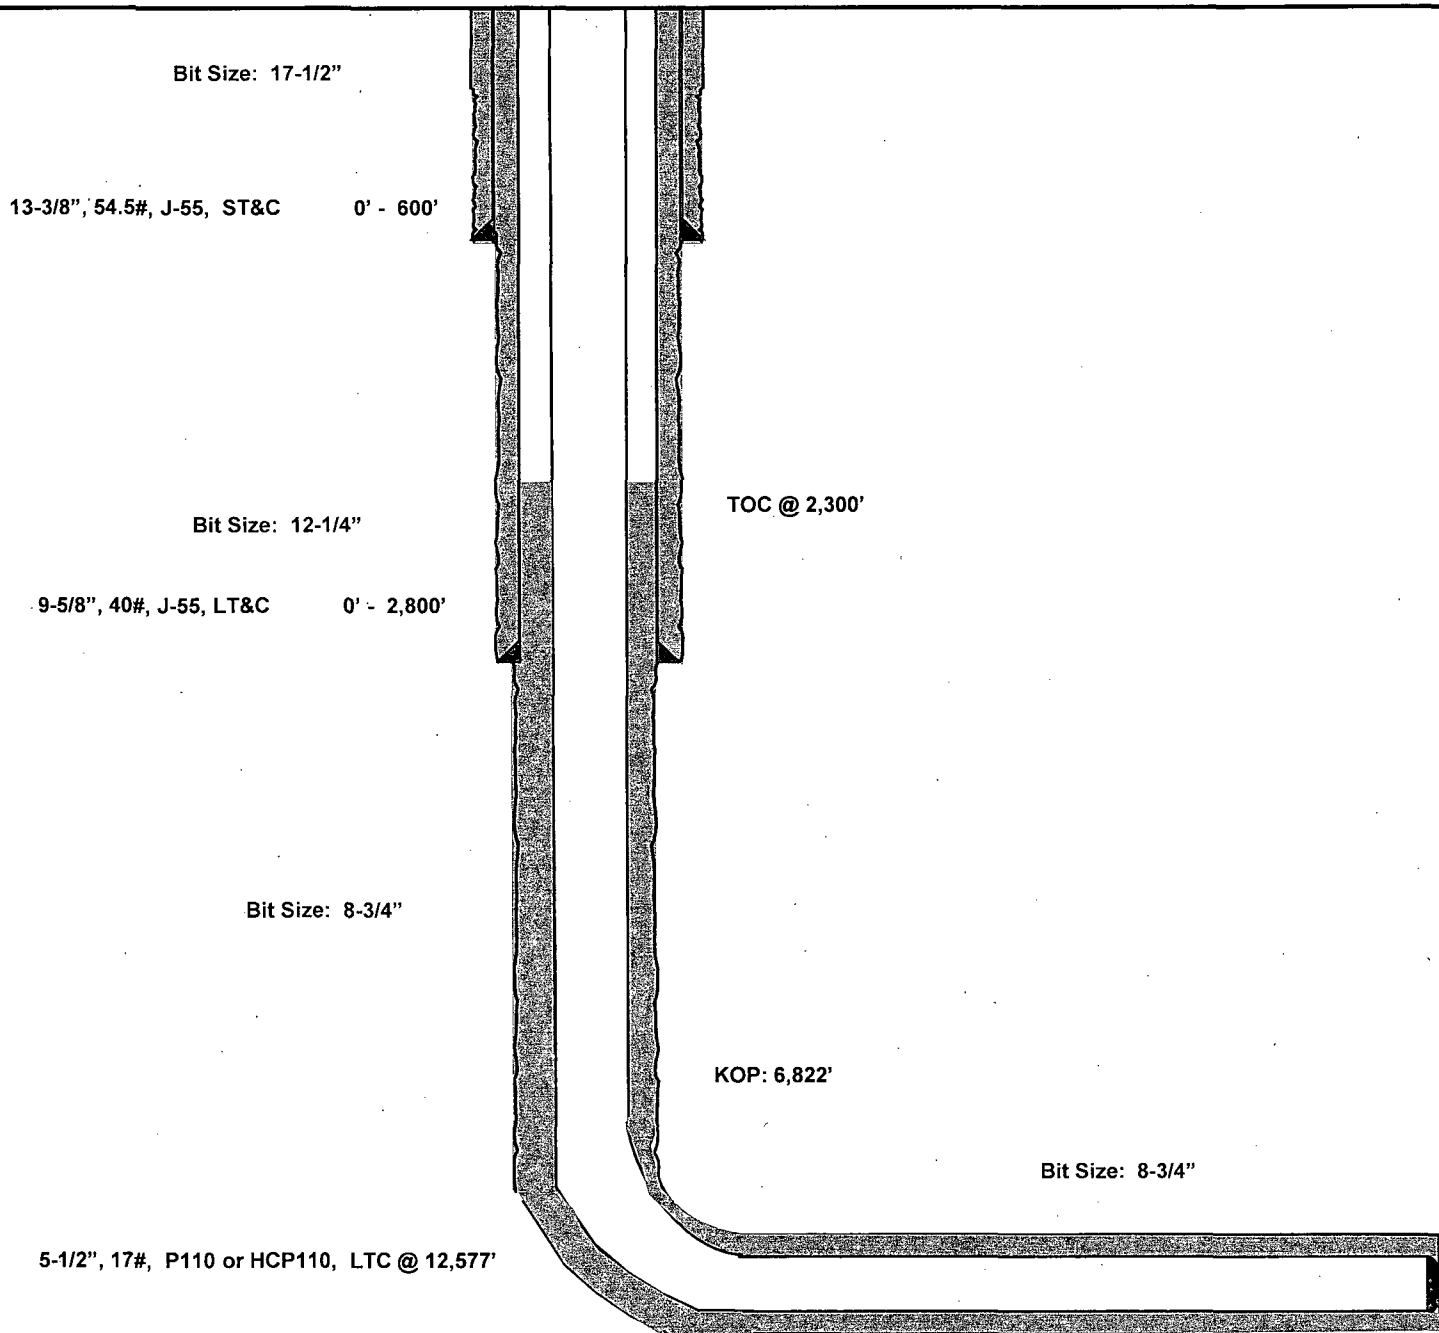 Bit Size: 17-1/2”
13-3/8”, 54.5#, J-55, ST&C 0’ - 600’
TOC @ 2,300’
Bit Size: 12-1/4”
9-5/8”, 40#, J-55, LT&C 0’ - 2,800’
Bit Size: 8-3/4”
KOP: 6,822’
Bit Size: 8-3/4”
5-1/2”, 17#, P110 or HCP110, LTC @ 12,577’